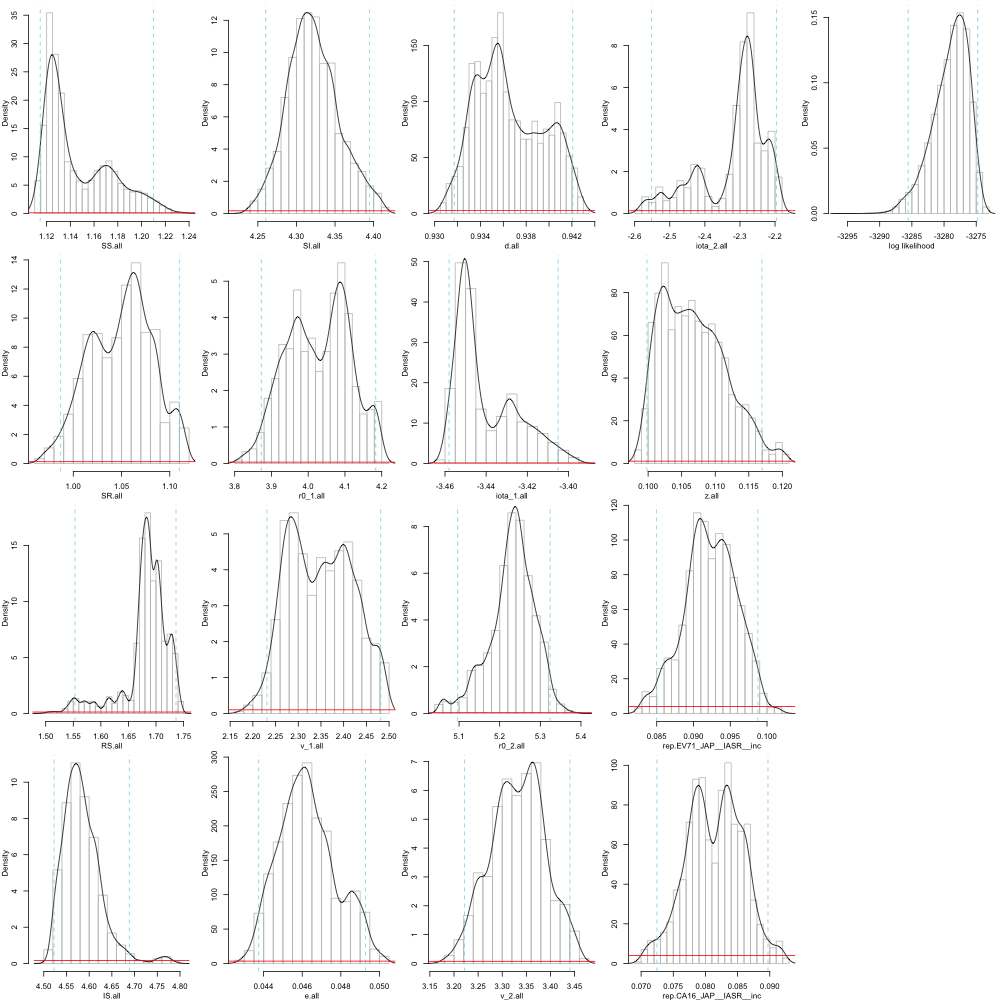 Density 0 5 10 15 20 25 30 35
1.12 1.14 1.16 1.18 1.20 1.22 1.24
SS.all
Density 0 2 4 6 8 10 12
4.25 4.30 4.35 4.40
SI.all
Density 0 50 100 150
0.930 0.934 0.938 0.942
d.all
Density 0 2 4 6 8
-2.6 -2.5 -2.4 -2.3 -2.2
iota_2.all
Density 0.00 0.05 0.10 0.15
-3295 -3285 -3280 -3275
log likelihood
Density 0 2 4 6 8 10 12 14
1.00 1.05 1.10
SR.all
Density 0 1 2 3 4 5
3.8 3.9 4.0 4.1 4.2
r0_1.all
Density 0 10 20 30 40 50
-3.46 -3.44 -3.42 -3.40
iota_1.all
Density 0 20 40 60 80
0.100 0.105 0.110 0.115 0.120
z.all
Density 0 5 10 15
1.50 1.55 1.60 1.65 1.70 1.75
RS.all
Density 0 1 2 3 4 5
2.15 2.20 2.25 2.30 2.35 2.40 2.45 2.50
v_1.all
Density 0 2 4 6 8
5.1 5.2 5.3 5.4
r0_2.all
Density 0 20 40 60 80 100 120
0.085 0.090 0.095 0.100
rep.EV71_JAP__IASR__inc
Density 0 2 4 6 8 10
4.50 4.55 4.60 4.65 4.70 4.75 4.80
IS.all
Density 0 50 100 150 200 250 300
0.044 0.046 0.048 0.050
e.all
Density 0 1 2 3 4 5 6 7
3.15 3.20 3.25 3.30 3.35 3.40 3.45
v_2.all
Density 0 20 40 60 80 100
0.070 0.075 0.080 0.085 0.090
rep.CA16_JAP__IASR__inc